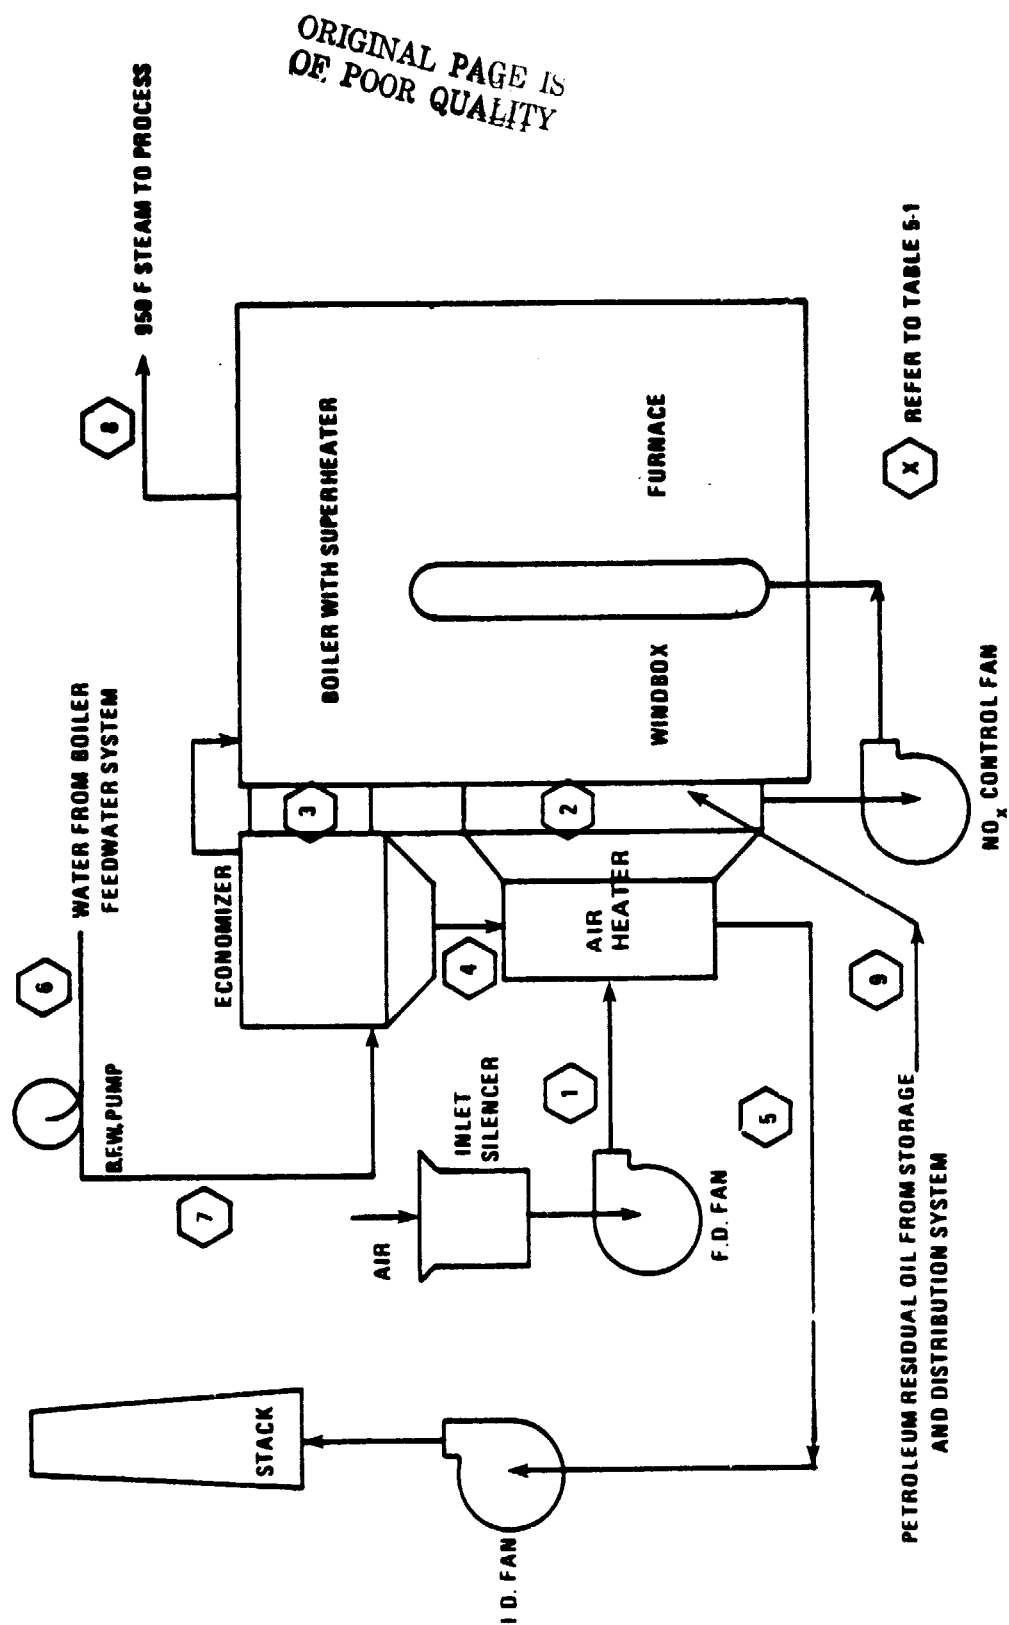 ORIGINAL PAGE IS
OF POOR QUALITY
950 F STEAM TO PROCESS
8
WATER FROM BOILER
FEEDWATER SYSTEM
6
B.F.W. PUMP
7
ECONOMIZER
3
BOILER WITH SUPERHEATER
4
AIR
HEATER
2
WINDBOX
FURNACE
AIR
INLET
SILENCER
1
F.D. FAN
5
STACK
I D. FAN
9
PETROLEUM RESIDUAL OIL FROM STORAGE
AND DISTRIBUTION SYSTEM
NOx CONTROL FAN
X REFER TO TABLE 5-1